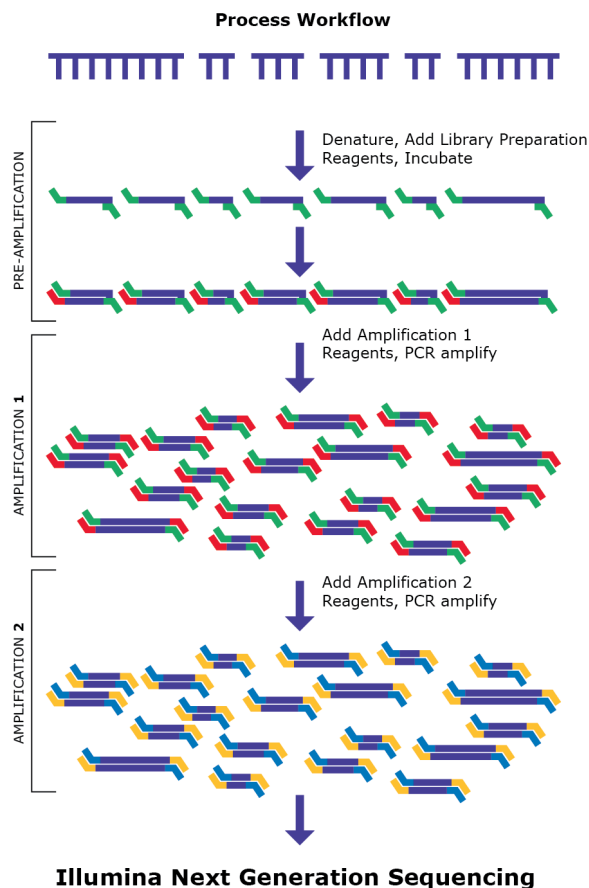 Process Workflow
Denature, Add Library Preparation
Reagents, Incubate
PRE-AMPLIFICATION
Add Amplification 1
Reagents, PCR amplify
AMPLIFICATION 1
Add Amplification 2
Reagents, PCR amplify
AMPLIFICATION 2
Illumina Next Generation Sequencing